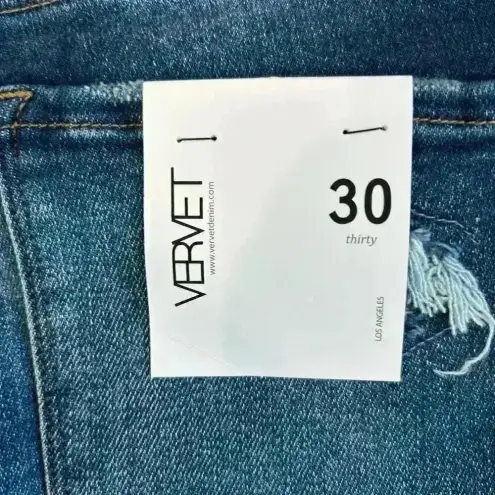 VERVET
www.vervetdenim.com
30
thirty
LOS ANGELES